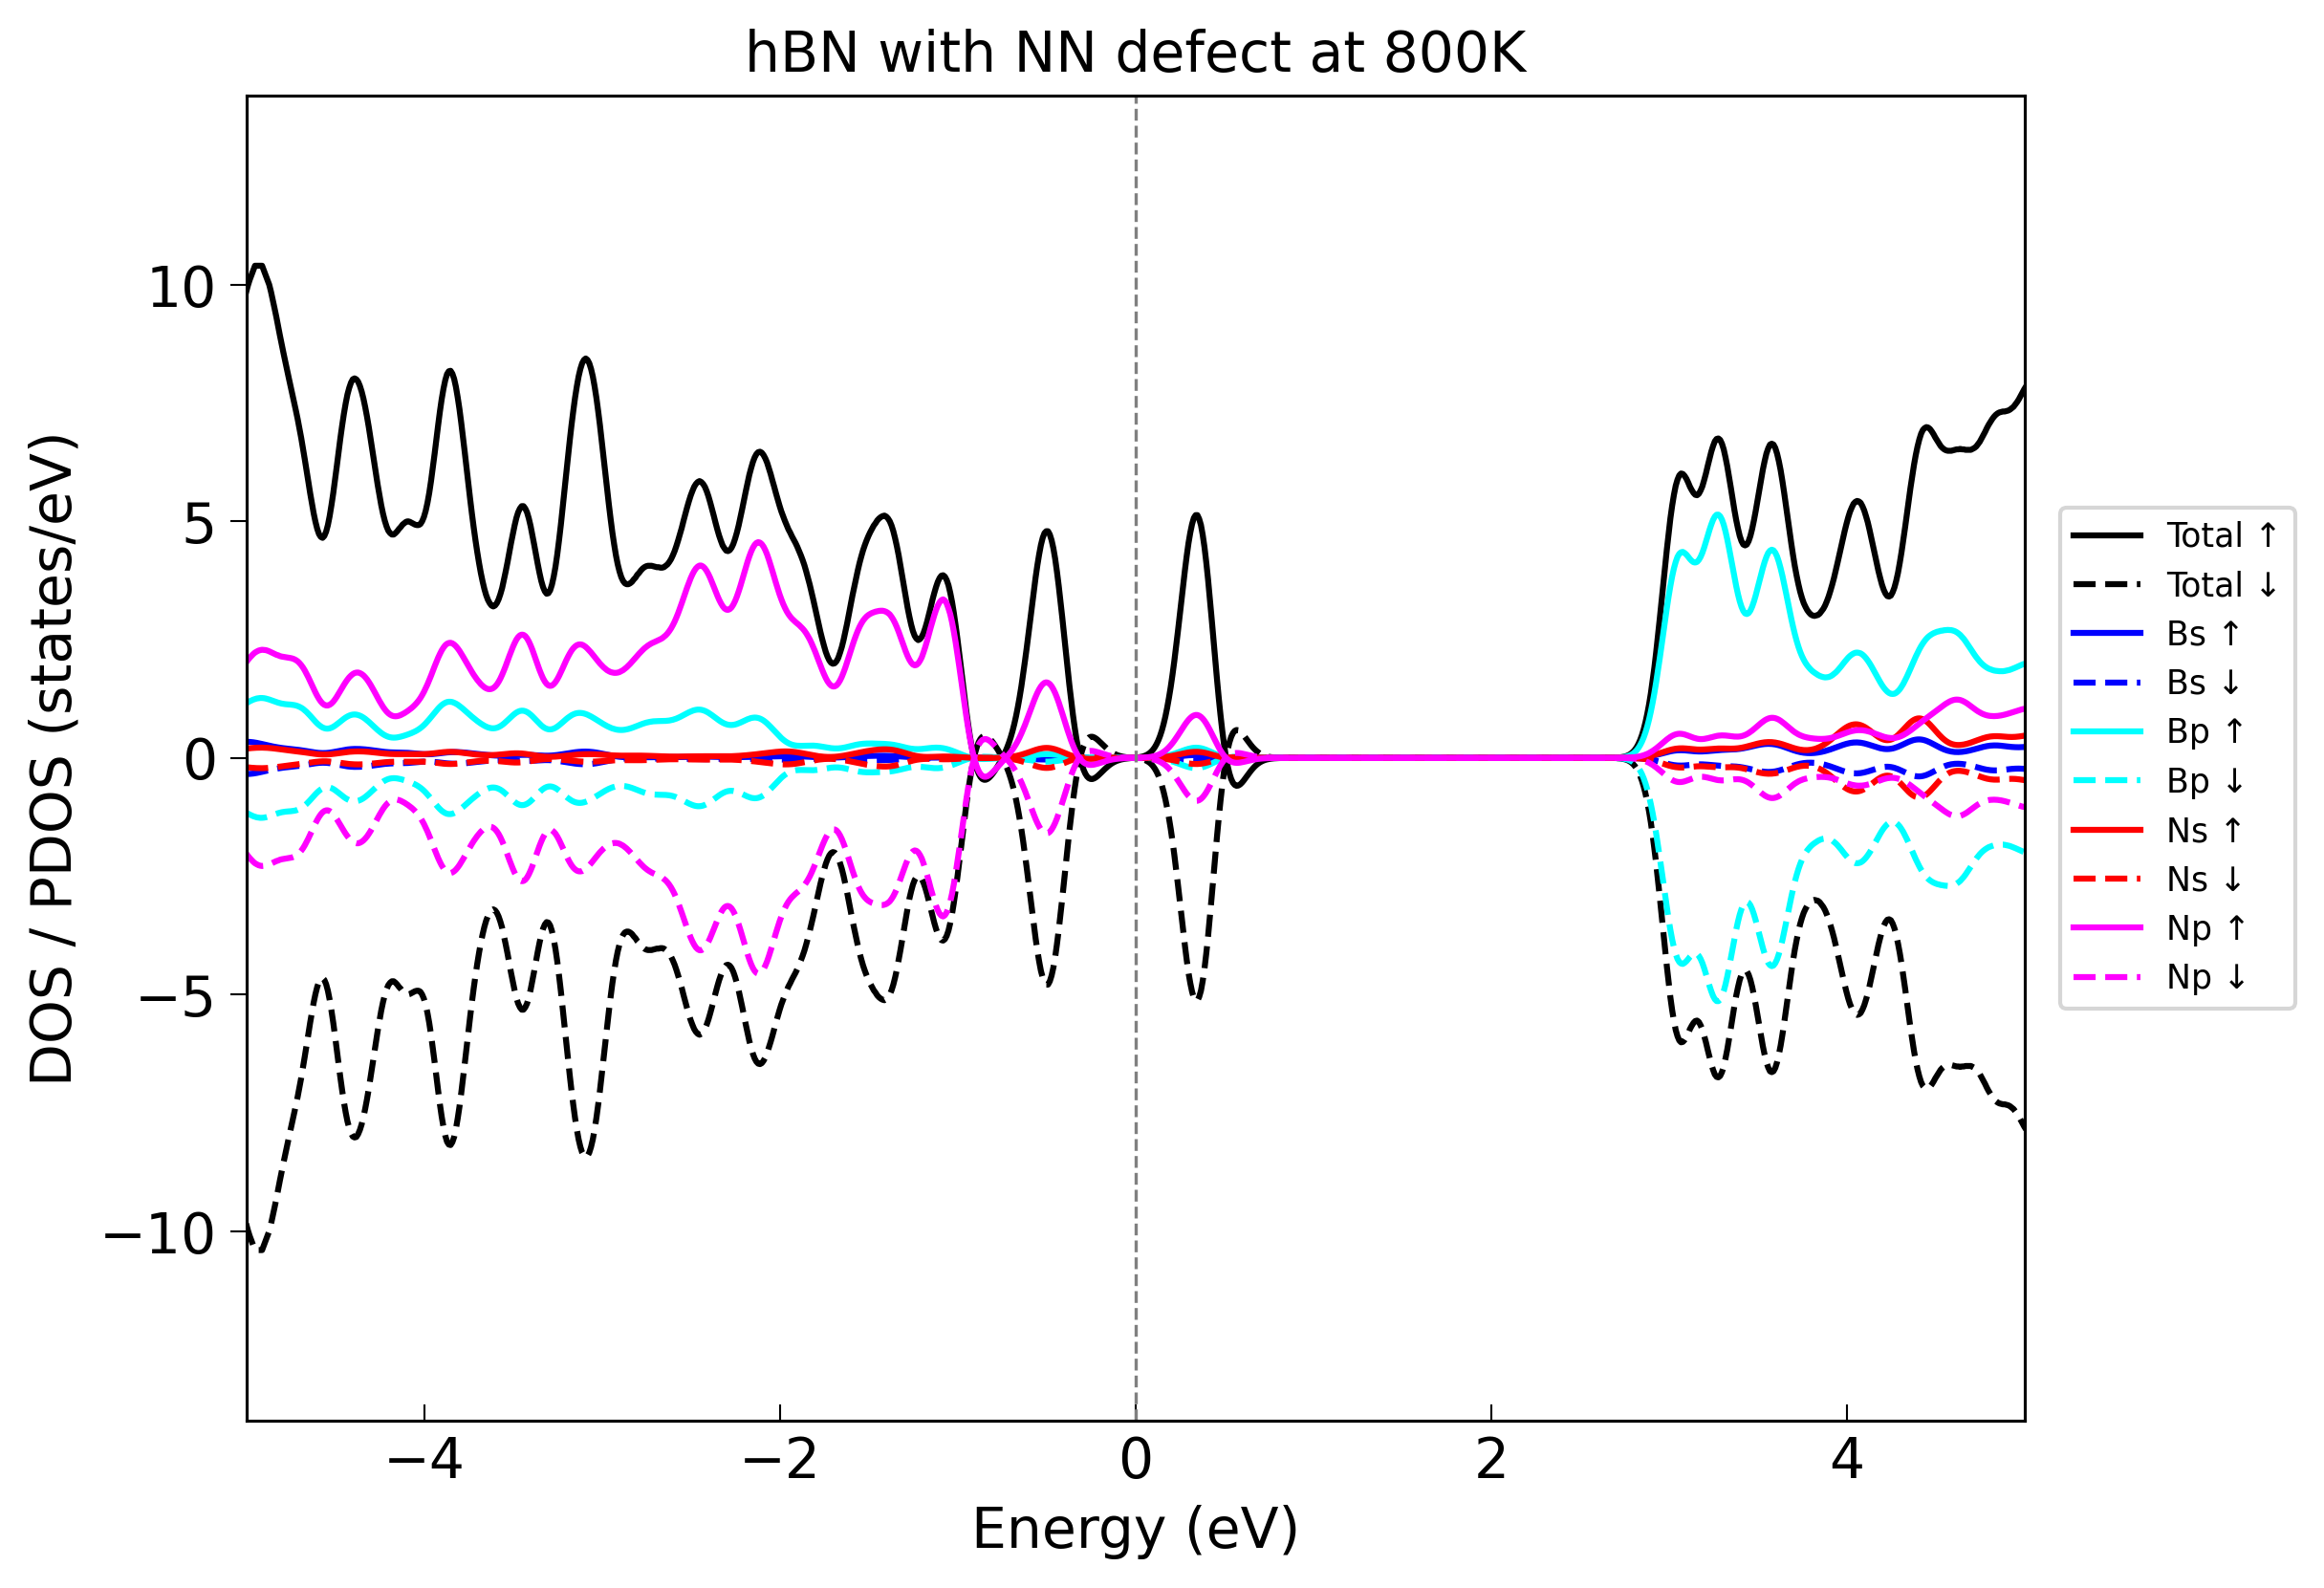 hBN with NN defect at 800K
DOS / PDOS (states/eV)
10
5
0
−5
−10
−4
−2
0
2
4
Energy (eV)
Total ↑
Total ↓
Bs ↑
Bs ↓
Bp ↑
Bp ↓
Ns ↑
Ns ↓
Np ↑
Np ↓